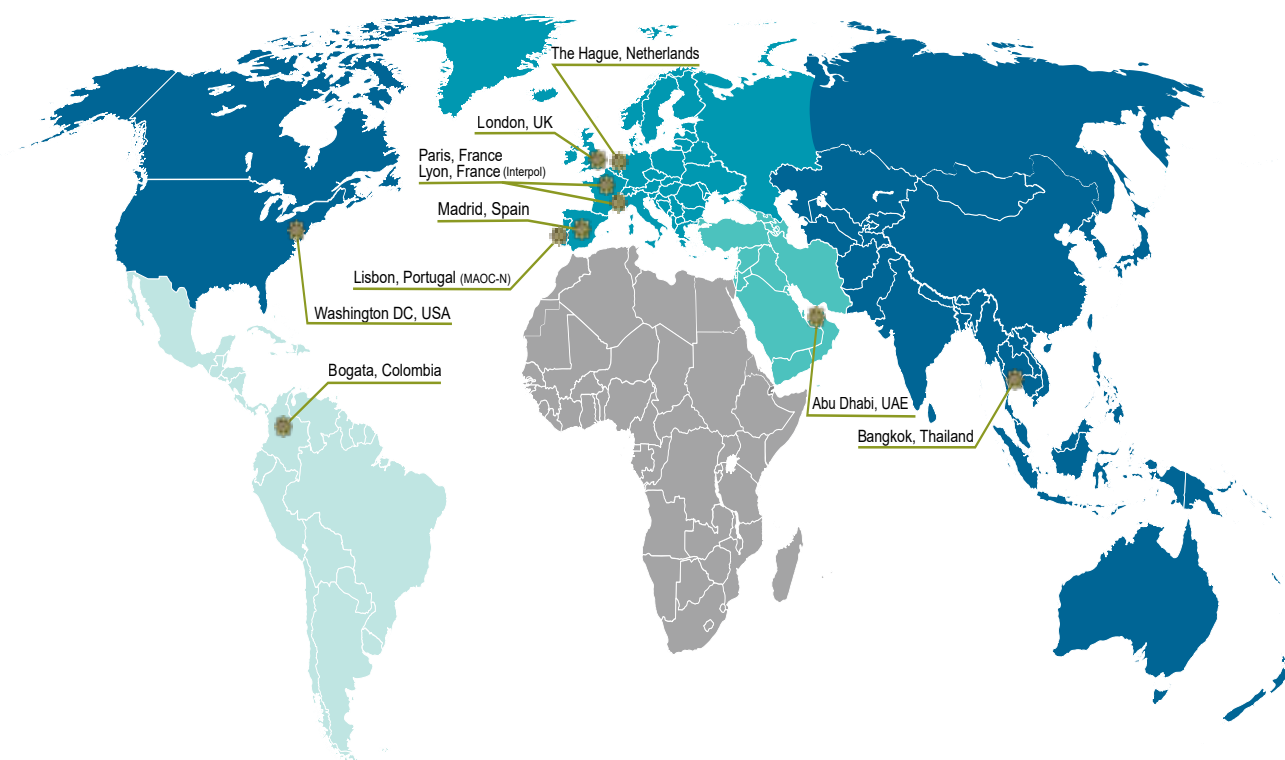 The Hague, Netherlands
London, UK
Paris, France
Lyon, France (Interpol)
Madrid, Spain
Lisbon, Portugal (MAOC-N)
Washington DC, USA
Bogata, Colombia
Abu Dhabi, UAE
Bangkok, Thailand